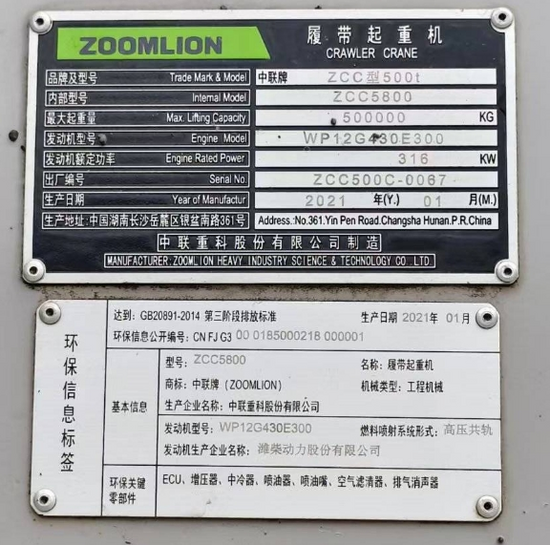 ZOOMLION
履带起重机
CRAWLER CRANE
品牌及型号 Trade Mark & Model 中联牌 ZCC型500t
内部型号 Internal Model ZCC5800
最大起重量 Max. Lifting Capacity 500000 KG
发动机型号 Engine Model WP12G430E300
发动机额定功率 Engine Rated Power 316 KW
出厂编号 Serial No. ZCC500C-0067
生产日期 Year of Manufactur 2021 年(Y.) 01 月(M.)
生产地址:中国湖南长沙岳麓区银盆南路361号 Address.:No.361.Yin Pen Road.Changsha Hunan.P.R.China
中联重科股份有限公司制造
MANUFACTURER:ZOOMLION HEAVY INDUSTRY SCIENCE & TECHNOLOGY CO. LTD.
环保信息标签
达到: GB20891-2014 第三阶段排放标准 生产日期 2021年 01月
环保信息公开编号: CN FJ G3 00 0185000218 000001
基本信息
型号: ZCC5800 名称: 履带起重机
商标: 中联牌 (ZOOMLION) 机械类型: 工程机械
生产企业名称: 中联重科股份有限公司
发动机型号: WP12G430E300 燃料喷射系统形式: 高压共轨
发动机生产企业名称: 潍柴动力股份有限公司
环保关键零部件
ECU、增压器、中冷器、喷油器、喷油嘴、空气滤清器、排气消声器